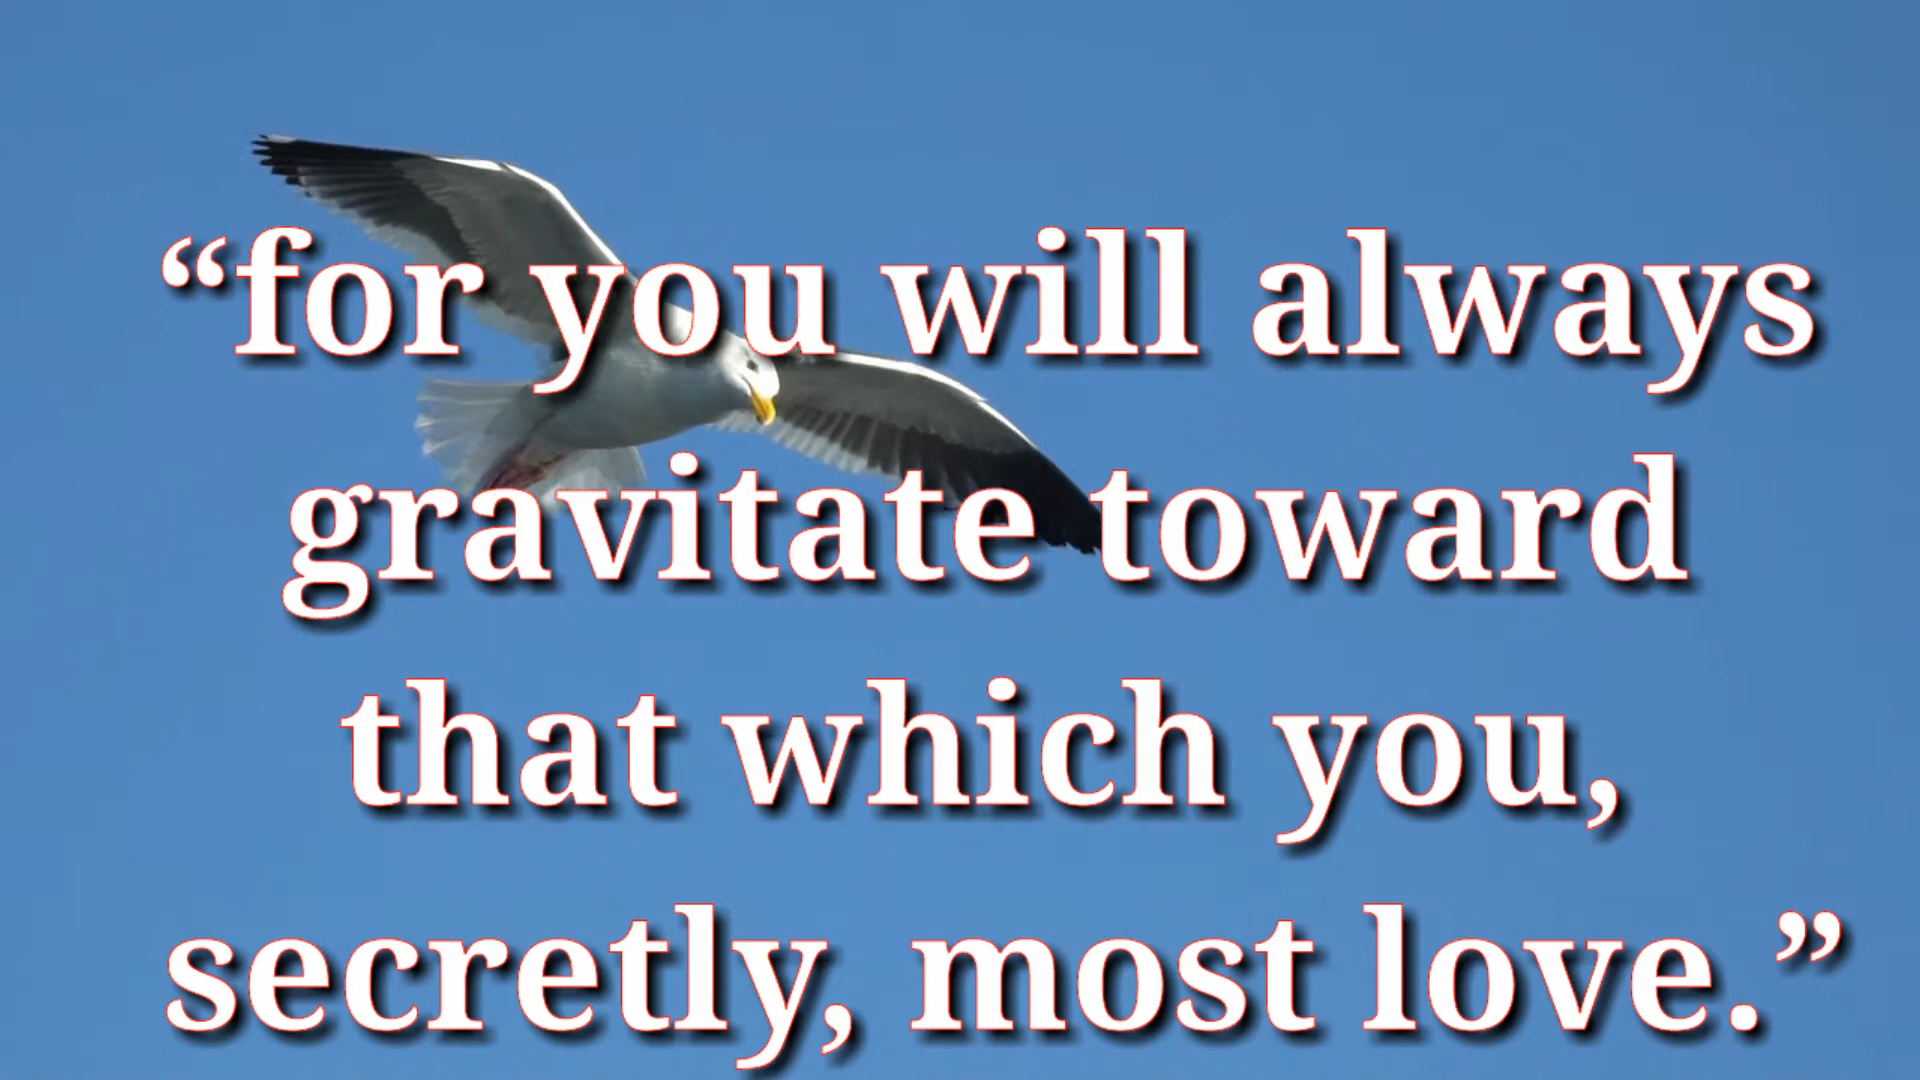 “for you will always
gravitate toward
that which you,
secretly, most love.”